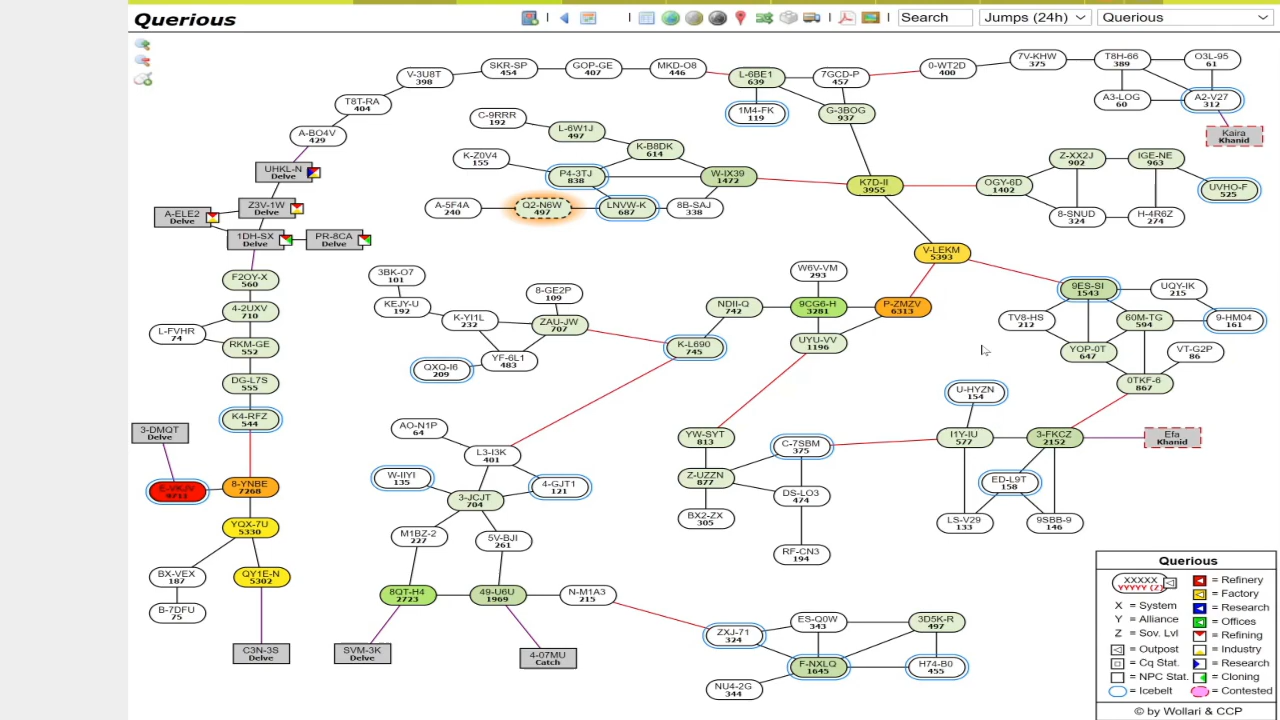 Querious
Search
Jumps (24h)
Querious
SKR-SP
454
GOP-GE
407
MKD-O8
446
V-3U8T
398
L-6BE1
639
7GCD-P
457
0-WT2D
400
7V-KHW
375
T8H-66
389
O3L-95
61
T8T-RA
404
1M4-FK
119
G-3BOG
937
A3-LOG
60
A2-V27
312
A-BO4V
429
C-9RRR
192
L-6W1J
497
K-B8DK
614
Kaira
Khanid
UHKL-N
Delve
K-Z0V4
155
P4-3TJ
838
W-IX39
1472
K7D-II
3955
OGY-6D
1402
Z-XX2J
902
IGE-NE
963
UVHO-F
525
A-ELE2
Delve
Z3V-1W
Delve
A-5F4A
240
Q2-N6W
497
LNVW-K
687
8B-SAJ
338
8-SNUD
324
H-4R6Z
274
1DH-SX
Delve
PR-8CA
Delve
V-LEKM
5393
F2OY-X
560
3BK-O7
101
W6V-VM
293
9ES-SI
1543
UQY-IK
215
4-2UXV
710
KEJY-U
192
8-GE2P
109
NDII-Q
742
9CG6-H
3281
P-ZMZV
6313
L-FVHR
74
K-YI1L
232
ZAU-JW
707
TV8-HS
212
60M-TG
594
9-HM04
161
RKM-GE
552
YF-6L1
483
K-L690
745
UYU-VV
1196
YOP-0T
647
VT-G2P
86
DG-L7S
555
QXQ-I6
209
0TKF-6
867
K4-RFZ
544
U-HYZN
154
3-DMQT
Delve
AO-N1P
64
YW-SYT
813
C-7SBM
375
I1Y-IU
577
3-FKCZ
2152
Efa
Khanid
L3-I3K
401
E-VKJV
9711
8-YNBE
7268
W-IIYI
135
4-GJT1
121
Z-UZZN
877
ED-L9T
158
3-JCJT
704
DS-LO3
474
YQX-7U
5330
M1BZ-2
227
5V-BJI
261
BX2-ZX
305
LS-V29
133
9SBB-9
146
BX-VEX
187
QY1E-N
5302
RF-CN3
194
B-7DFU
75
8QT-H4
2723
49-U6U
1969
N-M1A3
215
C3N-3S
Delve
SVM-3K
Delve
4-07MU
Catch
ZXJ-71
324
ES-Q0W
343
3D5K-R
497
F-NXLQ
1645
H74-B0
455
NU4-2G
344
Querious
XXXXX
YYYYY (Z)
X = System
Y = Alliance
Z = Sov. Lvl
= Outpost
= Cq Stat.
= NPC Stat.
= Icebelt
= Refinery
= Factory
= Research
= Offices
= Refining
= Industry
= Research
= Cloning
= Contested
© by Wollari & CCP